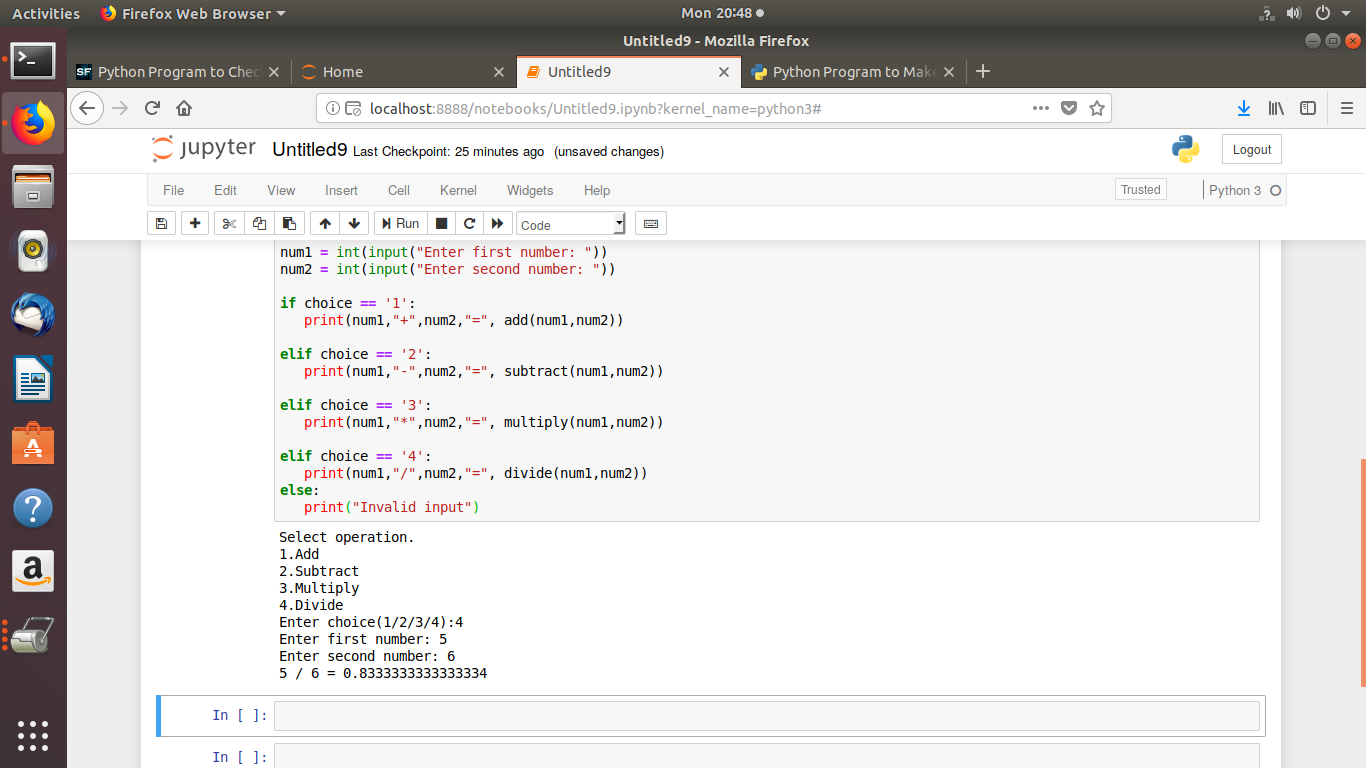 Activities Firefox Web Browser Mon 20:48
Untitled9 - Mozilla Firefox
SF Python Program to Chec Home Untitled9 Python Program to Make
localhost:8888/notebooks/Untitled9.ipynb?kernel_name=python3#
jupyter Untitled9 Last Checkpoint: 25 minutes ago (unsaved changes) Logout
File Edit View Insert Cell Kernel Widgets Help Trusted Python 3
Run Code
num1 = int(input("Enter first number: "))
num2 = int(input("Enter second number: "))
if choice == '1':
   print(num1,"+",num2,"=", add(num1,num2))
elif choice == '2':
   print(num1,"-",num2,"=", subtract(num1,num2))
elif choice == '3':
   print(num1,"*",num2,"=", multiply(num1,num2))
elif choice == '4':
   print(num1,"/",num2,"=", divide(num1,num2))
else:
   print("Invalid input")
Select operation.
1.Add
2.Subtract
3.Multiply
4.Divide
Enter choice(1/2/3/4):4
Enter first number: 5
Enter second number: 6
5 / 6 = 0.8333333333333334
In [ ]:
In [ ]: